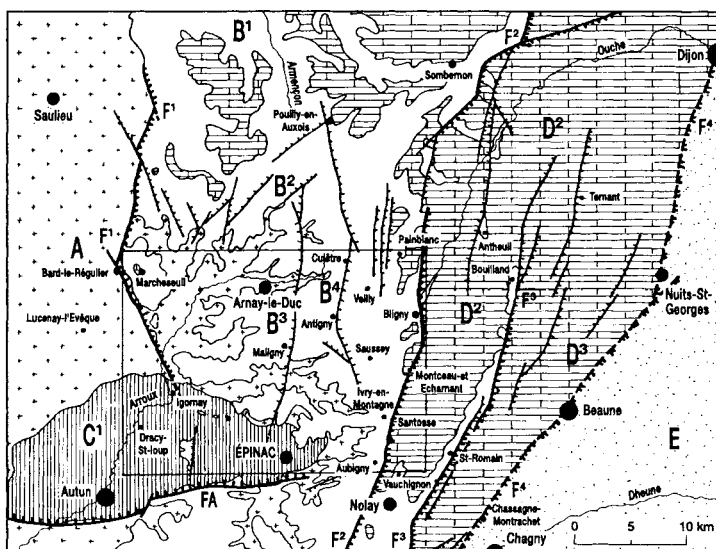 B¹
F²
Ouche
Dijon
Armançon
Sombernon
Saulieu
F¹
Pouilly-en-
Auxois
D²
F⁴
B²
Ternant
A
F¹
Painblanc
Antheuil
Bard-le-Régulier
Marcheseuil
Culêtre
Bouilland
Arnay-le-Duc
B⁴
Veilly
D²
F³
Nuits-St-
Georges
Lucenay-l'Evêque
B³
Antigny
Bligny
Maligny
Saussey
D³
Montceau-et
Echarnant
Arroux
Igornay
Ivry-en-
Montagne
Beaune
C¹
Dracy-
St-loup
Santosse
E
ÉPINAC
Aubigny
St-Romain
Autun
FA
Vauchignon
F⁴
Dheune
Nolay
Chassagne-
Montrachet
F²
F³
Chagny
0 5 10 km